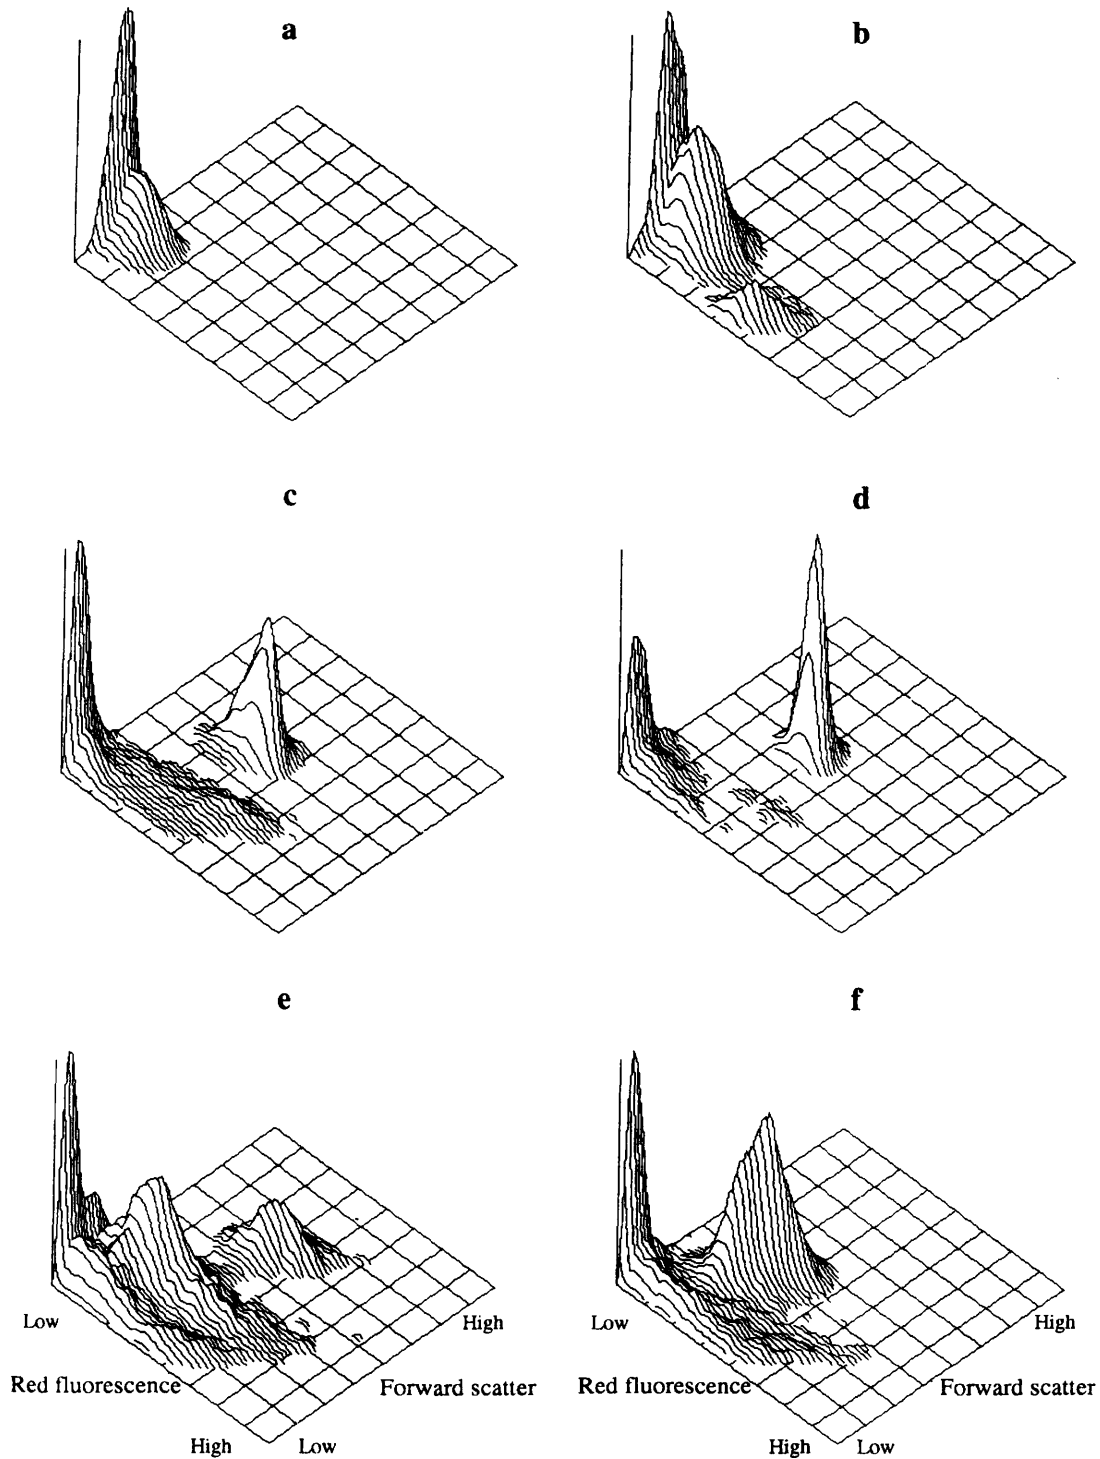 a
b
c
d
e
f
Low
High
Red fluorescence
Forward scatter
High
Low
Low
High
Red fluorescence
Forward scatter
High
Low